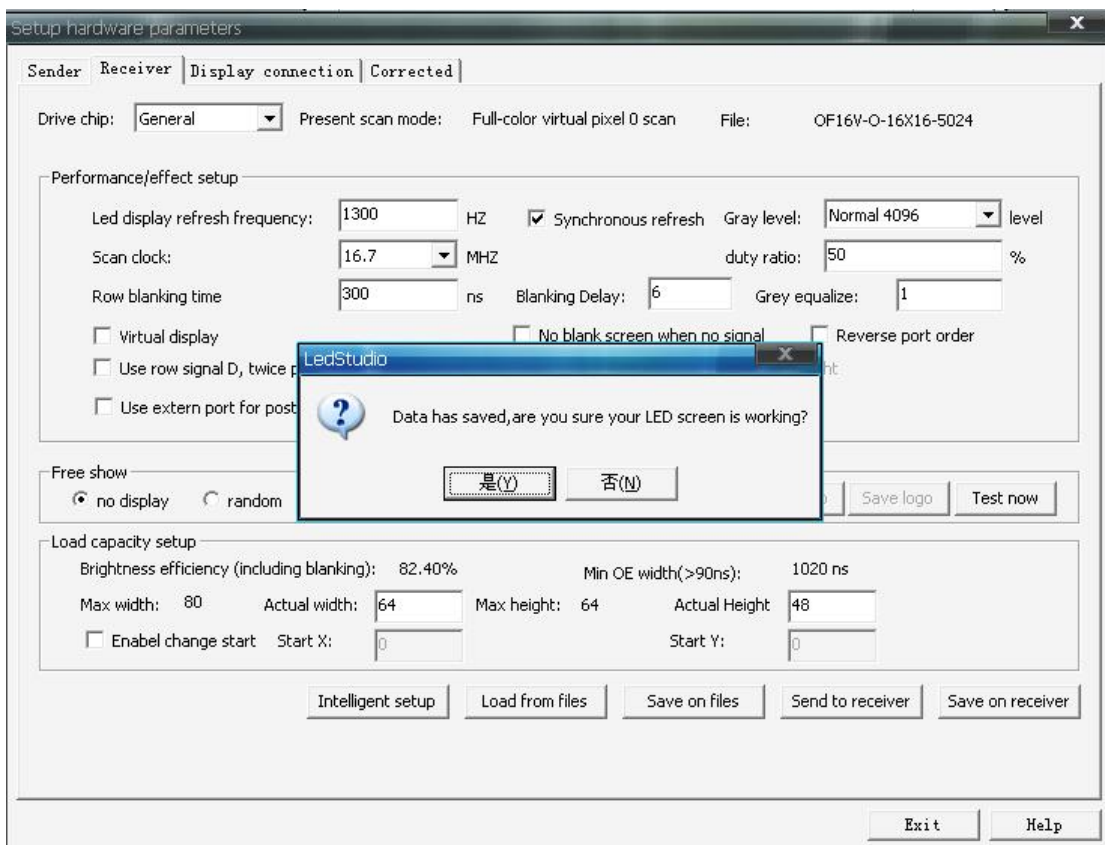 Setup hardware parameters X
Sender Receiver Display connection Corrected
Drive chip: General Present scan mode: Full-color virtual pixel 0 scan File: OF16V-O-16X16-5024
Performance/effect setup
Led display refresh frequency: 1300 HZ Synchronous refresh Gray level: Normal 4096 level
Scan clock: 16.7 MHZ duty ratio: 50 %
Row blanking time 300 ns Blanking Delay: 6 Grey equalize: 1
Virtual display No blank screen when no signal Reverse port order
Use row signal D, twice
Use extern port for post
LedStudio X
Data has saved,are you sure your LED screen is working?
是(Y) 否(N)
Free show
no display random Save logo Test now
Load capacity setup
Brightness efficiency (including blanking): 82.40% Min OE width(>90ns): 1020 ns
Max width: 80 Actual width: 64 Max height: 64 Actual Height 48
Enabel change start Start X: 0 Start Y: 0
Intelligent setup Load from files Save on files Send to receiver Save on receiver
Exit Help